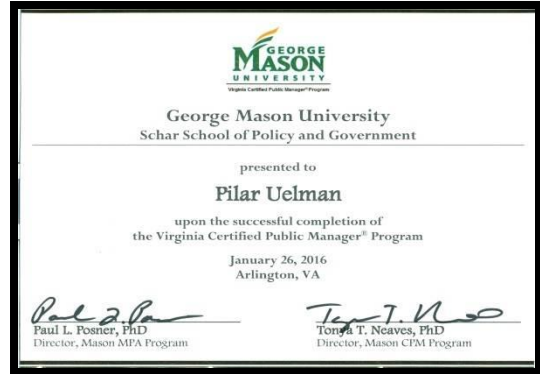 GEORGE
MASON
UNIVERSITY
Virginia Certified Public Manager® Program
George Mason University
Schar School of Policy and Government
presented to
Pilar Uelman
upon the successful completion of
the Virginia Certified Public Manager® Program
January 26, 2016
Arlington, VA
Paul L. Posner, PhD
Director, Mason MPA Program
Tonya T. Neaves, PhD
Director, Mason CPM Program